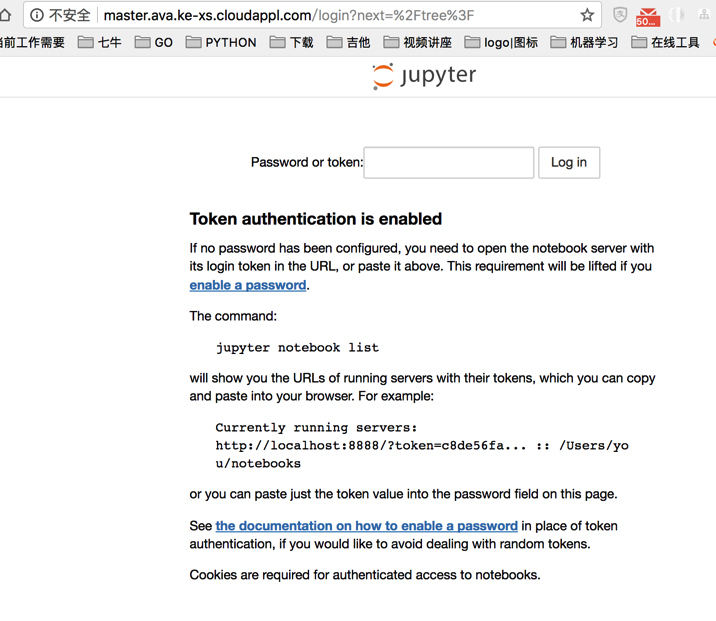 不安全 master.ava.ke-xs.cloudappl.com/login?next=%2Ftree%3F
50...
当前工作需要 七牛 GO PYTHON 下载 吉他 视频讲座 logo|图标 机器学习 在线工具
jupyter
Password or token: Log in
Token authentication is enabled
If no password has been configured, you need to open the notebook server with
its login token in the URL, or paste it above. This requirement will be lifted if you
enable a password.
The command:
jupyter notebook list
will show you the URLs of running servers with their tokens, which you can copy
and paste into your browser. For example:
Currently running servers:
http://localhost:8888/?token=c8de56fa... :: /Users/yo
u/notebooks
or you can paste just the token value into the password field on this page.
See the documentation on how to enable a password in place of token
authentication, if you would like to avoid dealing with random tokens.
Cookies are required for authenticated access to notebooks.